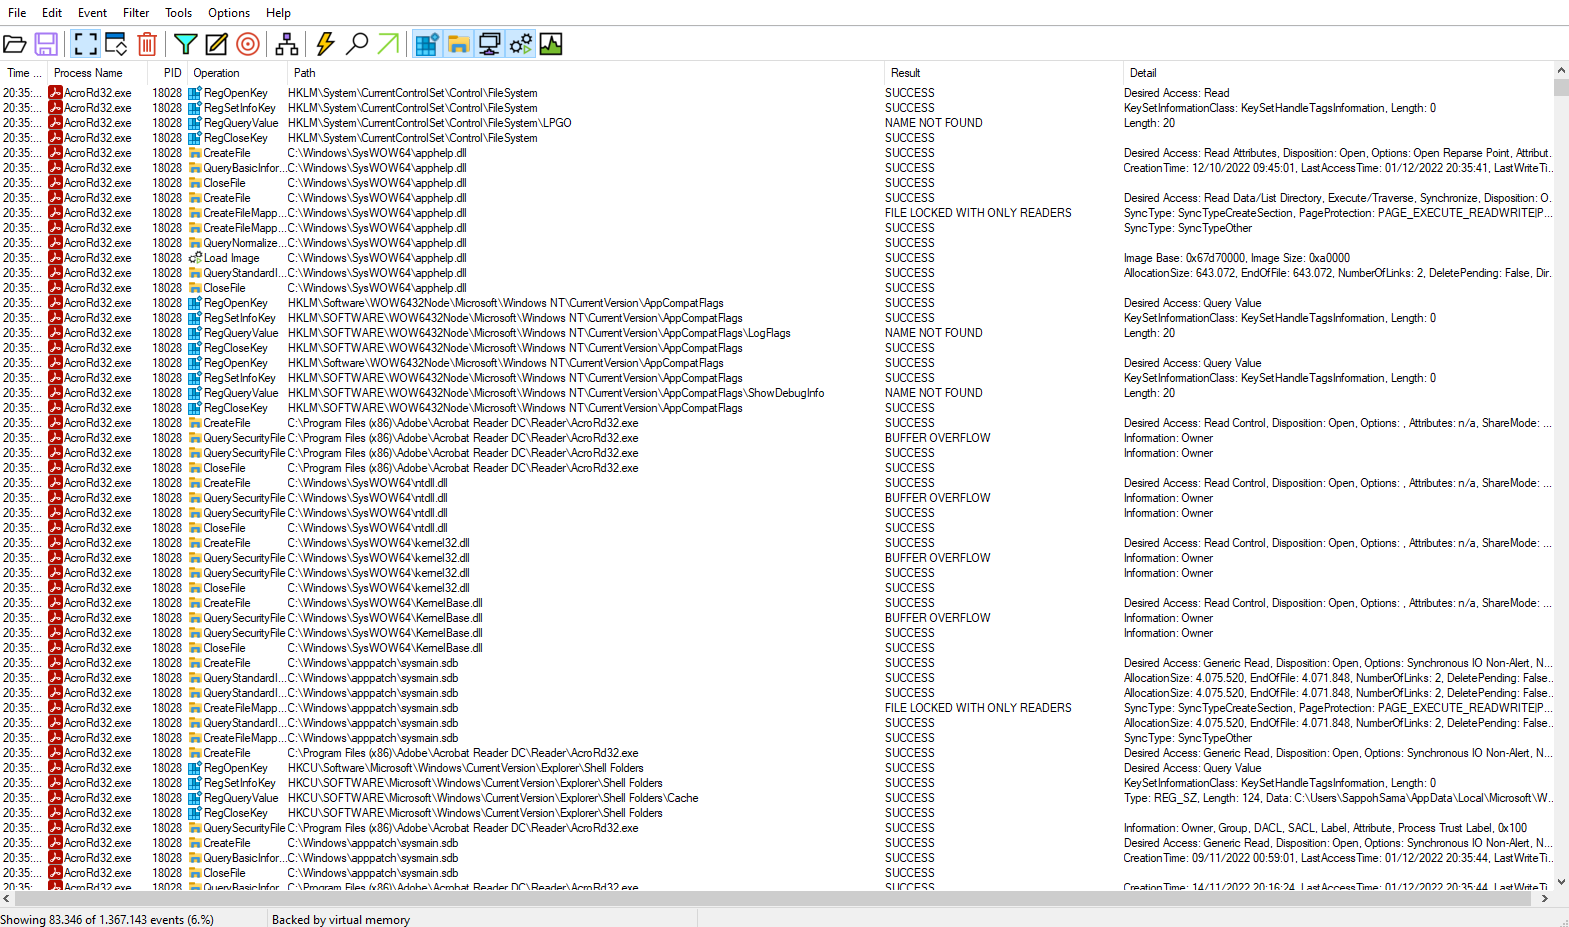 File Edit Event Filter Tools Options Help
Time ... Process Name PID Operation Path Result Detail
20:35:... AcroRd32.exe 18028 RegOpenKey HKLM\System\CurrentControlSet\Control\FileSystem SUCCESS Desired Access: Read
20:35:... AcroRd32.exe 18028 RegSetInfoKey HKLM\System\CurrentControlSet\Control\FileSystem SUCCESS KeySetInformationClass: KeySetHandleTagsInformation, Length: 0
20:35:... AcroRd32.exe 18028 RegQueryValue HKLM\System\CurrentControlSet\Control\FileSystem\LPGO NAME NOT FOUND Length: 20
20:35:... AcroRd32.exe 18028 RegCloseKey HKLM\System\CurrentControlSet\Control\FileSystem SUCCESS
20:35:... AcroRd32.exe 18028 CreateFile C:\Windows\SysWOW64\apphelp.dll SUCCESS Desired Access: Read Attributes, Disposition: Open, Options: Open Reparse Point, Attribut...
20:35:... AcroRd32.exe 18028 QueryBasicInfor... C:\Windows\SysWOW64\apphelp.dll SUCCESS CreationTime: 12/10/2022 09:45:01, LastAccessTime: 01/12/2022 20:35:41, LastWriteTi...
20:35:... AcroRd32.exe 18028 CloseFile C:\Windows\SysWOW64\apphelp.dll SUCCESS
20:35:... AcroRd32.exe 18028 CreateFile C:\Windows\SysWOW64\apphelp.dll SUCCESS Desired Access: Read Data/List Directory, Execute/Traverse, Synchronize, Disposition: O...
20:35:... AcroRd32.exe 18028 CreateFileMapp... C:\Windows\SysWOW64\apphelp.dll FILE LOCKED WITH ONLY READERS SyncType: SyncTypeCreateSection, PageProtection: PAGE_EXECUTE_READWRITE|P...
20:35:... AcroRd32.exe 18028 CreateFileMapp... C:\Windows\SysWOW64\apphelp.dll SUCCESS SyncType: SyncTypeOther
20:35:... AcroRd32.exe 18028 QueryNormalize... C:\Windows\SysWOW64\apphelp.dll SUCCESS
20:35:... AcroRd32.exe 18028 Load Image C:\Windows\SysWOW64\apphelp.dll SUCCESS Image Base: 0x67d70000, Image Size: 0xa0000
20:35:... AcroRd32.exe 18028 QueryStandardI... C:\Windows\SysWOW64\apphelp.dll SUCCESS AllocationSize: 643.072, EndOfFile: 643.072, NumberOfLinks: 2, DeletePending: False, Dir...
20:35:... AcroRd32.exe 18028 CloseFile C:\Windows\SysWOW64\apphelp.dll SUCCESS
20:35:... AcroRd32.exe 18028 RegOpenKey HKLM\Software\WOW6432Node\Microsoft\Windows NT\CurrentVersion\AppCompatFlags SUCCESS Desired Access: Query Value
20:35:... AcroRd32.exe 18028 RegSetInfoKey HKLM\SOFTWARE\WOW6432Node\Microsoft\Windows NT\CurrentVersion\AppCompatFlags SUCCESS KeySetInformationClass: KeySetHandleTagsInformation, Length: 0
20:35:... AcroRd32.exe 18028 RegQueryValue HKLM\SOFTWARE\WOW6432Node\Microsoft\Windows NT\CurrentVersion\AppCompatFlags\LogFlags NAME NOT FOUND Length: 20
20:35:... AcroRd32.exe 18028 RegCloseKey HKLM\SOFTWARE\WOW6432Node\Microsoft\Windows NT\CurrentVersion\AppCompatFlags SUCCESS
20:35:... AcroRd32.exe 18028 RegOpenKey HKLM\Software\WOW6432Node\Microsoft\Windows NT\CurrentVersion\AppCompatFlags SUCCESS Desired Access: Query Value
20:35:... AcroRd32.exe 18028 RegSetInfoKey HKLM\SOFTWARE\WOW6432Node\Microsoft\Windows NT\CurrentVersion\AppCompatFlags SUCCESS KeySetInformationClass: KeySetHandleTagsInformation, Length: 0
20:35:... AcroRd32.exe 18028 RegQueryValue HKLM\SOFTWARE\WOW6432Node\Microsoft\Windows NT\CurrentVersion\AppCompatFlags\ShowDebugInfo NAME NOT FOUND Length: 20
20:35:... AcroRd32.exe 18028 RegCloseKey HKLM\SOFTWARE\WOW6432Node\Microsoft\Windows NT\CurrentVersion\AppCompatFlags SUCCESS
20:35:... AcroRd32.exe 18028 CreateFile C:\Program Files (x86)\Adobe\Acrobat Reader DC\Reader\AcroRd32.exe SUCCESS Desired Access: Read Control, Disposition: Open, Options: , Attributes: n/a, ShareMode: ...
20:35:... AcroRd32.exe 18028 QuerySecurityFile C:\Program Files (x86)\Adobe\Acrobat Reader DC\Reader\AcroRd32.exe BUFFER OVERFLOW Information: Owner
20:35:... AcroRd32.exe 18028 QuerySecurityFile C:\Program Files (x86)\Adobe\Acrobat Reader DC\Reader\AcroRd32.exe SUCCESS Information: Owner
20:35:... AcroRd32.exe 18028 CloseFile C:\Program Files (x86)\Adobe\Acrobat Reader DC\Reader\AcroRd32.exe SUCCESS
20:35:... AcroRd32.exe 18028 CreateFile C:\Windows\SysWOW64\ntdll.dll SUCCESS Desired Access: Read Control, Disposition: Open, Options: , Attributes: n/a, ShareMode: ...
20:35:... AcroRd32.exe 18028 QuerySecurityFile C:\Windows\SysWOW64\ntdll.dll BUFFER OVERFLOW Information: Owner
20:35:... AcroRd32.exe 18028 QuerySecurityFile C:\Windows\SysWOW64\ntdll.dll SUCCESS Information: Owner
20:35:... AcroRd32.exe 18028 CloseFile C:\Windows\SysWOW64\ntdll.dll SUCCESS
20:35:... AcroRd32.exe 18028 CreateFile C:\Windows\SysWOW64\kernel32.dll SUCCESS Desired Access: Read Control, Disposition: Open, Options: , Attributes: n/a, ShareMode: ...
20:35:... AcroRd32.exe 18028 QuerySecurityFile C:\Windows\SysWOW64\kernel32.dll BUFFER OVERFLOW Information: Owner
20:35:... AcroRd32.exe 18028 QuerySecurityFile C:\Windows\SysWOW64\kernel32.dll SUCCESS Information: Owner
20:35:... AcroRd32.exe 18028 CloseFile C:\Windows\SysWOW64\kernel32.dll SUCCESS
20:35:... AcroRd32.exe 18028 CreateFile C:\Windows\SysWOW64\KernelBase.dll SUCCESS Desired Access: Read Control, Disposition: Open, Options: , Attributes: n/a, ShareMode: ...
20:35:... AcroRd32.exe 18028 QuerySecurityFile C:\Windows\SysWOW64\KernelBase.dll BUFFER OVERFLOW Information: Owner
20:35:... AcroRd32.exe 18028 QuerySecurityFile C:\Windows\SysWOW64\KernelBase.dll SUCCESS Information: Owner
20:35:... AcroRd32.exe 18028 CloseFile C:\Windows\SysWOW64\KernelBase.dll SUCCESS
20:35:... AcroRd32.exe 18028 CreateFile C:\Windows\apppatch\sysmain.sdb SUCCESS Desired Access: Generic Read, Disposition: Open, Options: Synchronous IO Non-Alert, N...
20:35:... AcroRd32.exe 18028 QueryStandardI... C:\Windows\apppatch\sysmain.sdb SUCCESS AllocationSize: 4.075.520, EndOfFile: 4.071.848, NumberOfLinks: 2, DeletePending: False...
20:35:... AcroRd32.exe 18028 QueryStandardI... C:\Windows\apppatch\sysmain.sdb SUCCESS AllocationSize: 4.075.520, EndOfFile: 4.071.848, NumberOfLinks: 2, DeletePending: False...
20:35:... AcroRd32.exe 18028 CreateFileMapp... C:\Windows\apppatch\sysmain.sdb FILE LOCKED WITH ONLY READERS SyncType: SyncTypeCreateSection, PageProtection: PAGE_EXECUTE_READWRITE|P...
20:35:... AcroRd32.exe 18028 QueryStandardI... C:\Windows\apppatch\sysmain.sdb SUCCESS AllocationSize: 4.075.520, EndOfFile: 4.071.848, NumberOfLinks: 2, DeletePending: False...
20:35:... AcroRd32.exe 18028 CreateFileMapp... C:\Windows\apppatch\sysmain.sdb SUCCESS SyncType: SyncTypeOther
20:35:... AcroRd32.exe 18028 CreateFile C:\Program Files (x86)\Adobe\Acrobat Reader DC\Reader\AcroRd32.exe SUCCESS Desired Access: Generic Read, Disposition: Open, Options: Synchronous IO Non-Alert, N...
20:35:... AcroRd32.exe 18028 RegOpenKey HKCU\Software\Microsoft\Windows\CurrentVersion\Explorer\Shell Folders SUCCESS Desired Access: Query Value
20:35:... AcroRd32.exe 18028 RegSetInfoKey HKCU\SOFTWARE\Microsoft\Windows\CurrentVersion\Explorer\Shell Folders SUCCESS KeySetInformationClass: KeySetHandleTagsInformation, Length: 0
20:35:... AcroRd32.exe 18028 RegQueryValue HKCU\SOFTWARE\Microsoft\Windows\CurrentVersion\Explorer\Shell Folders\Cache SUCCESS Type: REG_SZ, Length: 124, Data: C:\Users\SappohSama\AppData\Local\Microsoft\W...
20:35:... AcroRd32.exe 18028 RegCloseKey HKCU\SOFTWARE\Microsoft\Windows\CurrentVersion\Explorer\Shell Folders SUCCESS
20:35:... AcroRd32.exe 18028 QuerySecurityFile C:\Program Files (x86)\Adobe\Acrobat Reader DC\Reader\AcroRd32.exe SUCCESS Information: Owner, Group, DACL, SACL, Label, Attribute, Process Trust Label, 0x100
20:35:... AcroRd32.exe 18028 CreateFile C:\Windows\apppatch\sysmain.sdb SUCCESS Desired Access: Generic Read, Disposition: Open, Options: Synchronous IO Non-Alert, N...
20:35:... AcroRd32.exe 18028 QueryBasicInfor... C:\Windows\apppatch\sysmain.sdb SUCCESS CreationTime: 09/11/2022 00:59:01, LastAccessTime: 01/12/2022 20:35:44, LastWriteTi...
20:35:... AcroRd32.exe 18028 CloseFile C:\Windows\apppatch\sysmain.sdb SUCCESS
20:35:... AcroRd32.exe 18028 QueryBasicInfor C:\Program Files (x86)\Adobe\Acrobat Reader DC\Reader\AcroRd32.exe SUCCESS CreationTime: 14/11/2022 20:16:24, LastAccessTime: 01/12/2022 20:35:44, LastWriteTi
Showing 83.346 of 1.367.143 events (6.%) Backed by virtual memory